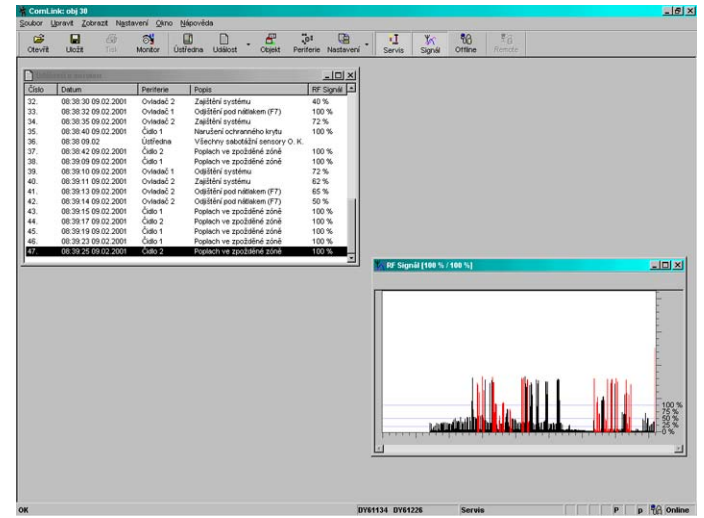 ComLink: obj 30
Soubor Upravit Zobrazit Nastavení Okno Nápověda
Otevřít Uložit Tisk Monitor Ústředna Událost Objekt Periferie Nastavení Servis Signál Offline Remote
Číslo Datum Periferie Popis RF Signál
32. 08:38:30 09.02.2001 Ovladač 2 Zajištění systému 40 %
33. 08:38:32 09.02.2001 Ovladač 1 Odjištění pod nátlakem (F7) 100 %
34. 08:38:35 09.02.2001 Ovladač 2 Zajištění systému 72 %
35. 08:38:40 09.02.2001 Čidlo 1 Narušení ochranného krytu 100 %
36. 08:38 09.02 Ústředna Všechny sabotážní sensory O. K.
37. 08:38:42 09.02.2001 Čidlo 2 Poplach ve zpožděné zóně 100 %
38. 08:39:09 09.02.2001 Čidlo 1 Poplach ve zpožděné zóně 100 %
39. 08:39:10 09.02.2001 Ovladač 1 Odjištění systému 72 %
40. 08:39:11 09.02.2001 Ovladač 2 Zajištění systému 62 %
41. 08:39:13 09.02.2001 Ovladač 2 Odjištění pod nátlakem (F7) 65 %
42. 08:39:14 09.02.2001 Ovladač 2 Odjištění pod nátlakem (F7) 50 %
43. 08:39:15 09.02.2001 Čidlo 1 Poplach ve zpožděné zóně 100 %
44. 08:39:17 09.02.2001 Čidlo 2 Poplach ve zpožděné zóně 100 %
45. 08:39:19 09.02.2001 Čidlo 1 Poplach ve zpožděné zóně 100 %
46. 08:39:23 09.02.2001 Čidlo 1 Poplach ve zpožděné zóně 100 %
47. 08:39:25 09.02.2001 Čidlo 2 Poplach ve zpožděné zóně 100 %
RF Signál [100 % / 100 %]
100 %
75 %
50 %
25 %
0 %
OK DY61134 DY61226 Servis P p Online